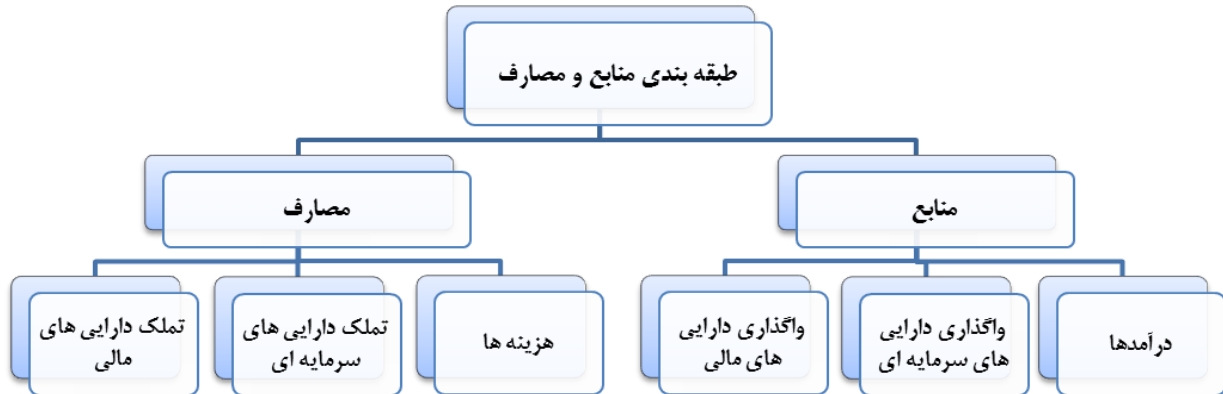 طبقه بندی منابع و مصارف
منابع
مصارف
درآمدها
واگذاری دارایی
های سرمایه ای
واگذاری دارایی
های مالی
هزینه ها
تملک دارایی های
سرمایه ای
تملک دارایی های
مالی